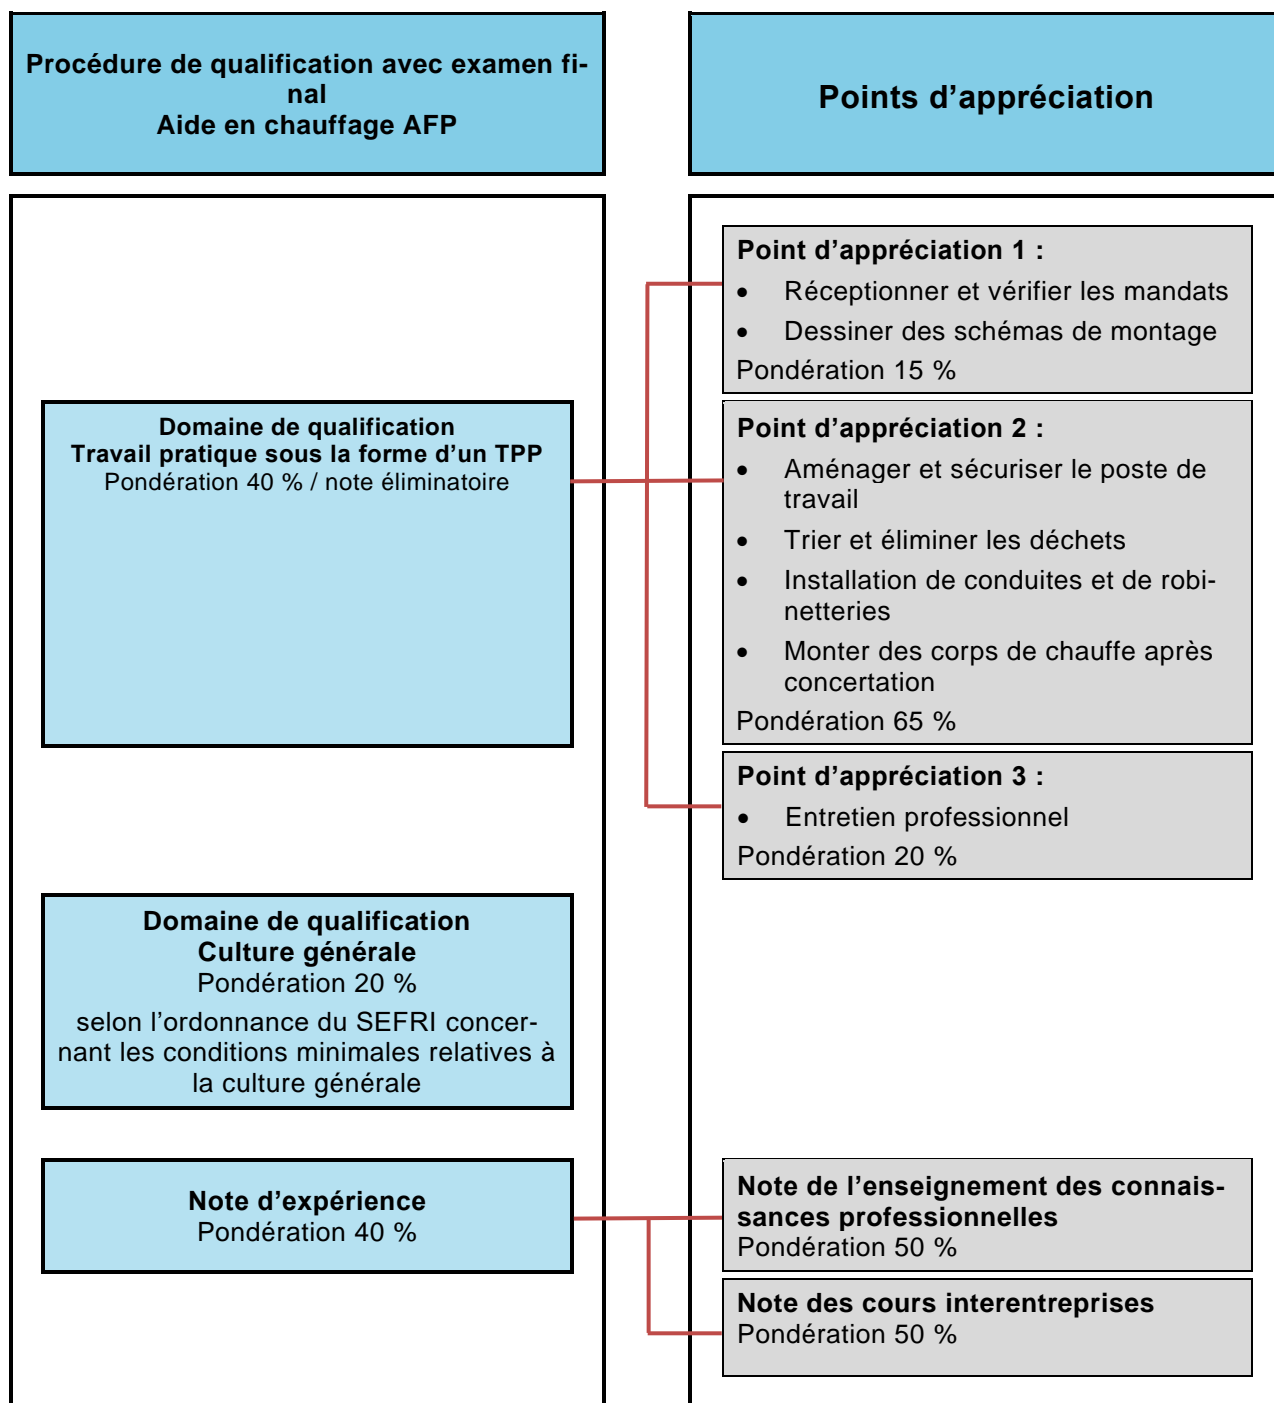 Procédure de qualification avec examen fi-
nal
Aide en chauffage AFP
Points d’appréciation
Domaine de qualification
Travail pratique sous la forme d’un TPP
Pondération 40 % / note éliminatoire
Point d’appréciation 1 :
• Réceptionner et vérifier les mandats
• Dessiner des schémas de montage
Pondération 15 %
Point d’appréciation 2 :
• Aménager et sécuriser le poste de
travail
• Trier et éliminer les déchets
• Installation de conduites et de robi-
netteries
• Monter des corps de chauffe après
concertation
Pondération 65 %
Point d’appréciation 3 :
• Entretien professionnel
Pondération 20 %
Domaine de qualification
Culture générale
Pondération 20 %
selon l’ordonnance du SEFRI concer-
nant les conditions minimales relatives à
la culture générale
Note d’expérience
Pondération 40 %
Note de l’enseignement des connais-
sances professionnelles
Pondération 50 %
Note des cours interentreprises
Pondération 50 %